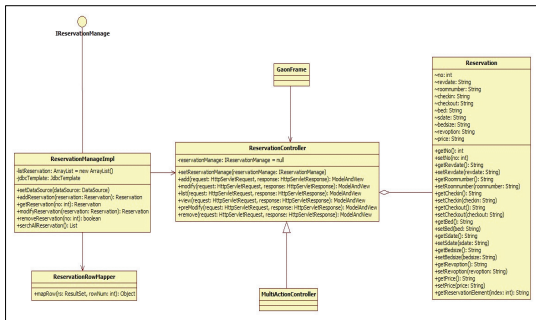 IReservationManage
ReservationManageImpl
-listReservation: ArrayList = new ArrayList()
-jdbcTemplate: JdbcTemplate
+setDataSource(dataSource: DataSource)
+addReservation(reservation: Reservation): Reservation
+getReservation(no: int): Reservation
+modifyReservation(reservation: Reservation): Reservation
+removeReservation(no: int): boolean
+serchAllReservation(): List
ReservationRowMapper
+mapRow(rs: ResultSet, rowNum: int): Object
GaonFrame
ReservationController
-reservationManage: IReservationManage = null
+setReservationManage(reservationManage: IReservationManage)
+add(request: HttpServletRequest, response: HttpServletResponse): ModelAndView
+modify(request: HttpServletRequest, response: HttpServletResponse): ModelAndView
+list(request: HttpServletRequest, response: HttpServletResponse): ModelAndView
+view(request: HttpServletRequest, response: HttpServletResponse): ModelAndView
+preModify(request: HttpServletRequest, response: HttpServletResponse): ModelAndView
+remove(request: HttpServletRequest, response: HttpServletResponse): ModelAndView
MultiActionController
Reservation
~no: int
~revdate: String
~roomnumber: String
~checkin: String
~checkout: String
~bed: String
~sdate: String
~bedsize: String
~revoption: String
~price: String
+getNo(): int
+setNo(no: int)
+getRevdate(): String
+setRevdate(revdate: String)
+getRoomnumber(): String
+setRoomnumber(roomnumber: String)
+getCheckin(): String
+setCheckin(checkin: String)
+getCheckout(): String
+setCheckout(checkout: String)
+getBed(): String
+setBed(bed: String)
+getSdate(): String
+setSdate(sdate: String)
+getBedsize(): String
+setBedsize(bedsize: String)
+getRevoption(): String
+setRevoption(revoption: String)
+getPrice(): String
+setPrice(price: String)
+getReservationElement(index: int): String